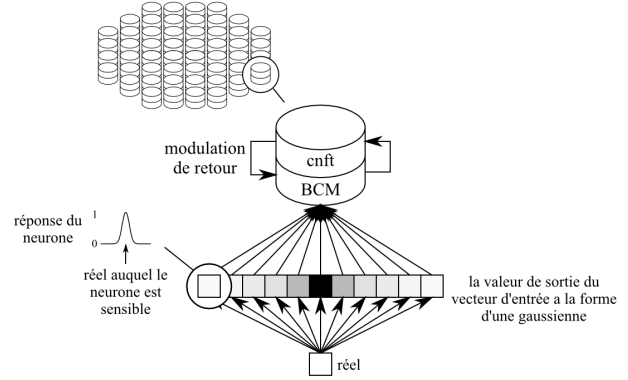 modulation
de retour
cnft
BCM
réponse du
neurone
1
0
réel auquel le
neurone est
sensible
la valeur de sortie du
vecteur d'entrée a la forme
d'une gaussienne
réel